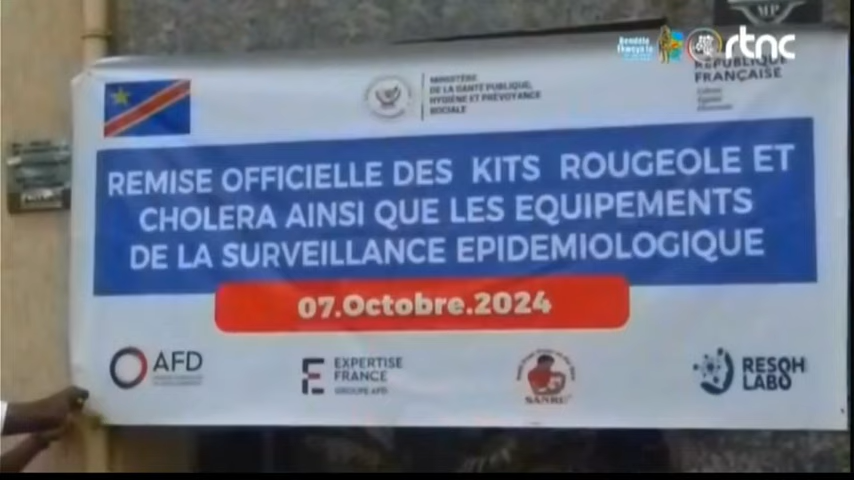 rtnc
MP
RÉPUBLIQUE
FRANÇAISE
MINISTÈRE
DE LA SANTÉ PUBLIQUE,
HYGIÈNE ET PRÉVOYANCE
SOCIALE
REMISE OFFICIELLE DES KITS ROUGEOLE ET
CHOLERA AINSI QUE LES EQUIPEMENTS
DE LA SURVEILLANCE EPIDEMIOLOGIQUE
07.Octobre.2024
AFD
EXPERTISE
FRANCE
GROUPE AFD
SANRU
RESOH
LABO